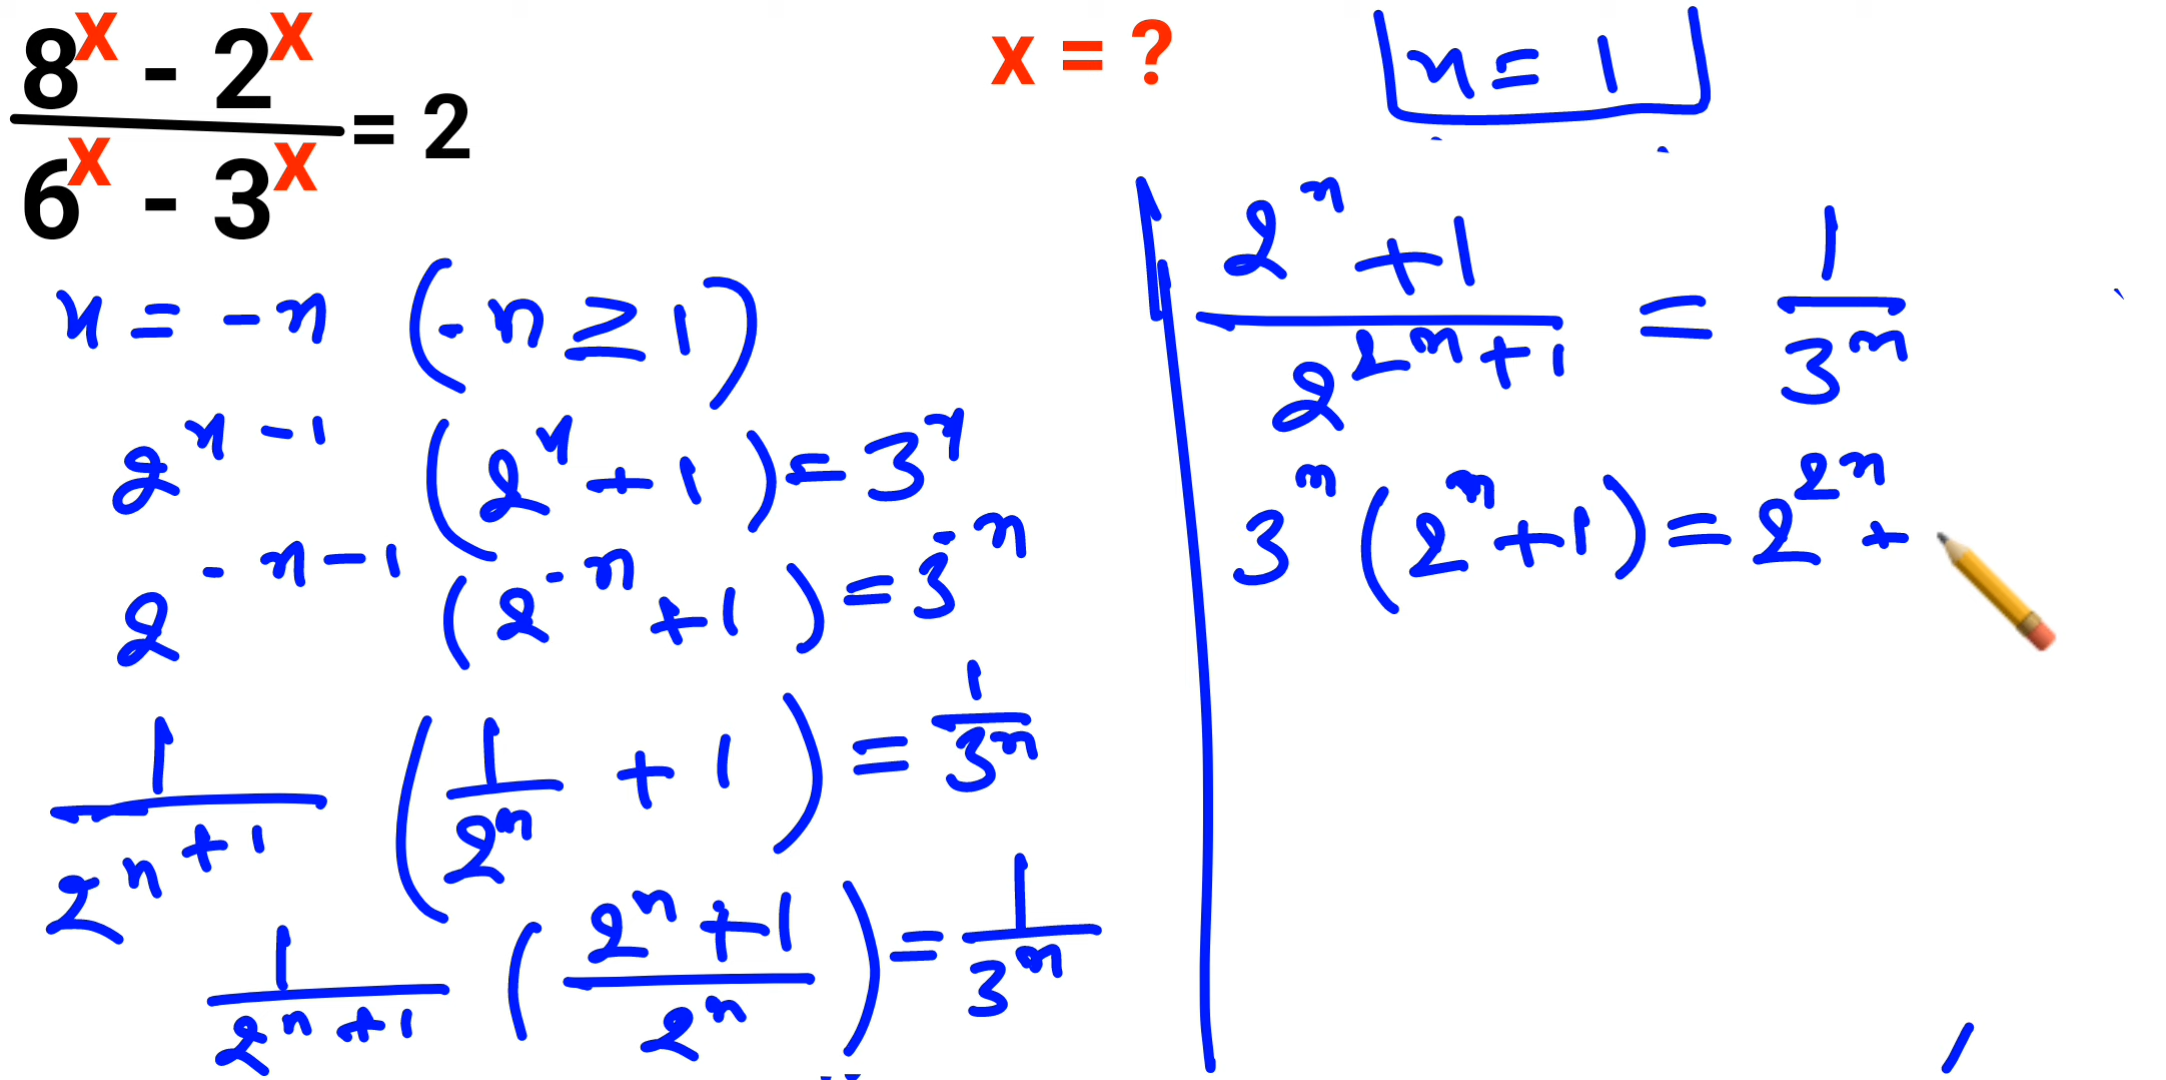 8^x - 2^x / 6^x - 3^x = 2
x = ?
x = 1
x = -n (-n ≥ 1)
2^{x-1} (2^x + 1) = 3^x
2^{-n-1} (2^{-n} + 1) = 3^{-n}
1/2^{n+1} (1/2^n + 1) = 1/3^n
1/2^{n+1} (2^n + 1 / 2^n) = 1/3^n
2^n + 1 / 2^{2n+1} = 1/3^n
3^n (2^n + 1) = 2^{2n} +